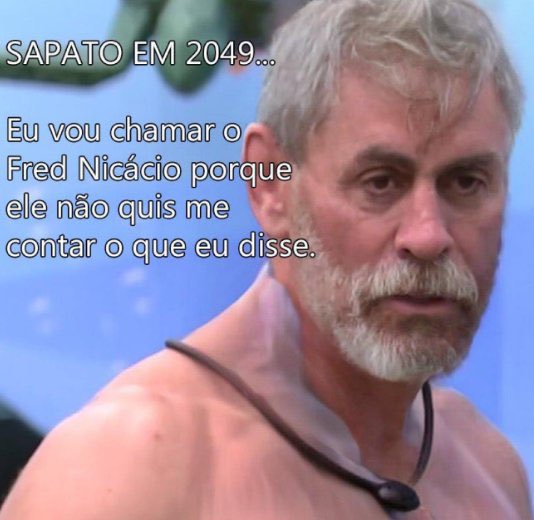 SAPATO EM 2049...
Eu vou chamar o
Fred Nicácio porque
ele não quis me
contar o que eu disse.